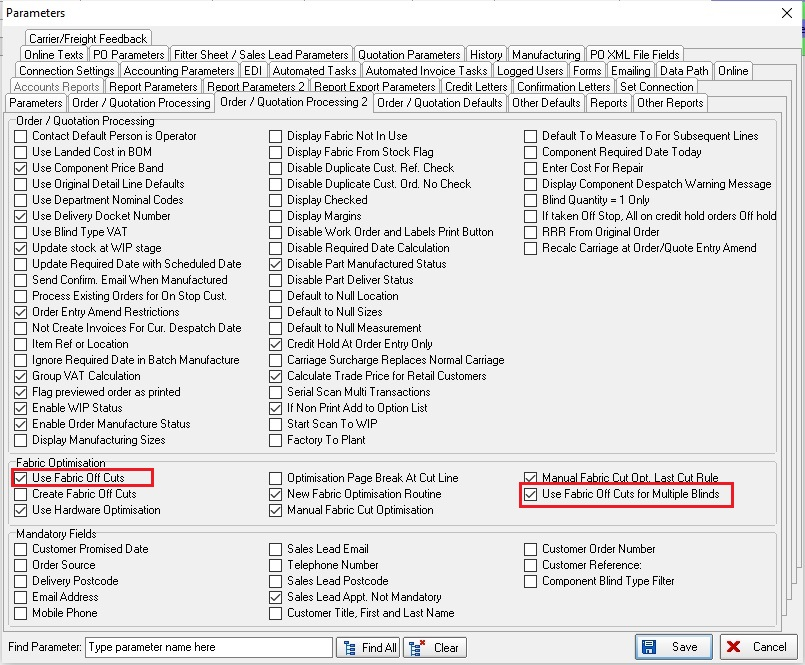 Parameters
Carrier/Freight Feedback
Online Texts PO Parameters Fitter Sheet / Sales Lead Parameters Quotation Parameters History Manufacturing PO XML File Fields
Connection Settings Accounting Parameters EDI Automated Tasks Automated Invoice Tasks Logged Users Forms Emailing Data Path Online
Accounts Reports Report Parameters Report Parameters 2 Report Export Parameters Credit Letters Confirmation Letters Set Connection
Parameters Order / Quotation Processing Order / Quotation Processing 2 Order / Quotation Defaults Other Defaults Reports Other Reports
Order / Quotation Processing
Contact Default Person is Operator
Use Landed Cost in BOM
Use Component Price Band
Use Original Detail Line Defaults
Use Department Nominal Codes
Use Delivery Docket Number
Use Blind Type VAT
Update stock at WIP stage
Update Required Date with Scheduled Date
Send Confirm. Email When Manufactured
Process Existing Orders for On Stop Cust.
Order Entry Amend Restrictions
Not Create Invoices For Cur. Despatch Date
Item Ref or Location
Ignore Required Date in Batch Manufacture
Group VAT Calculation
Flag previewed order as printed
Enable WIP Status
Enable Order Manufacture Status
Display Manufacturing Sizes
Display Fabric Not In Use
Display Fabric From Stock Flag
Disable Duplicate Cust. Ref. Check
Disable Duplicate Cust. Ord. No Check
Display Checked
Display Margins
Disable Work Order and Labels Print Button
Disable Required Date Calculation
Disable Part Manufactured Status
Disable Part Deliver Status
Default to Null Location
Default to Null Sizes
Default to Null Measurement
Credit Hold At Order Entry Only
Carriage Surcharge Replaces Normal Carriage
Calculate Trade Price for Retail Customers
Serial Scan Multi Transactions
If Non Print Add to Option List
Start Scan To WIP
Factory To Plant
Default To Measure To For Subsequent Lines
Component Required Date Today
Enter Cost For Repair
Display Component Despatch Warning Message
Blind Quantity = 1 Only
If taken Off Stop, All on credit hold orders Off hold
RRR From Original Order
Recalc Carriage at Order/Quote Entry Amend
Fabric Optimisation
Use Fabric Off Cuts
Create Fabric Off Cuts
Use Hardware Optimisation
Optimisation Page Break At Cut Line
New Fabric Optimisation Routine
Manual Fabric Cut Optimisation
Manual Fabric Cut Opt. Last Cut Rule
Use Fabric Off Cuts for Multiple Blinds
Mandatory Fields
Customer Promised Date
Order Source
Delivery Postcode
Email Address
Mobile Phone
Sales Lead Email
Telephone Number
Sales Lead Postcode
Sales Lead Appt. Not Mandatory
Customer Title, First and Last Name
Customer Order Number
Customer Reference:
Component Blind Type Filter
Find Parameter: Type parameter name here Find All Clear Save Cancel